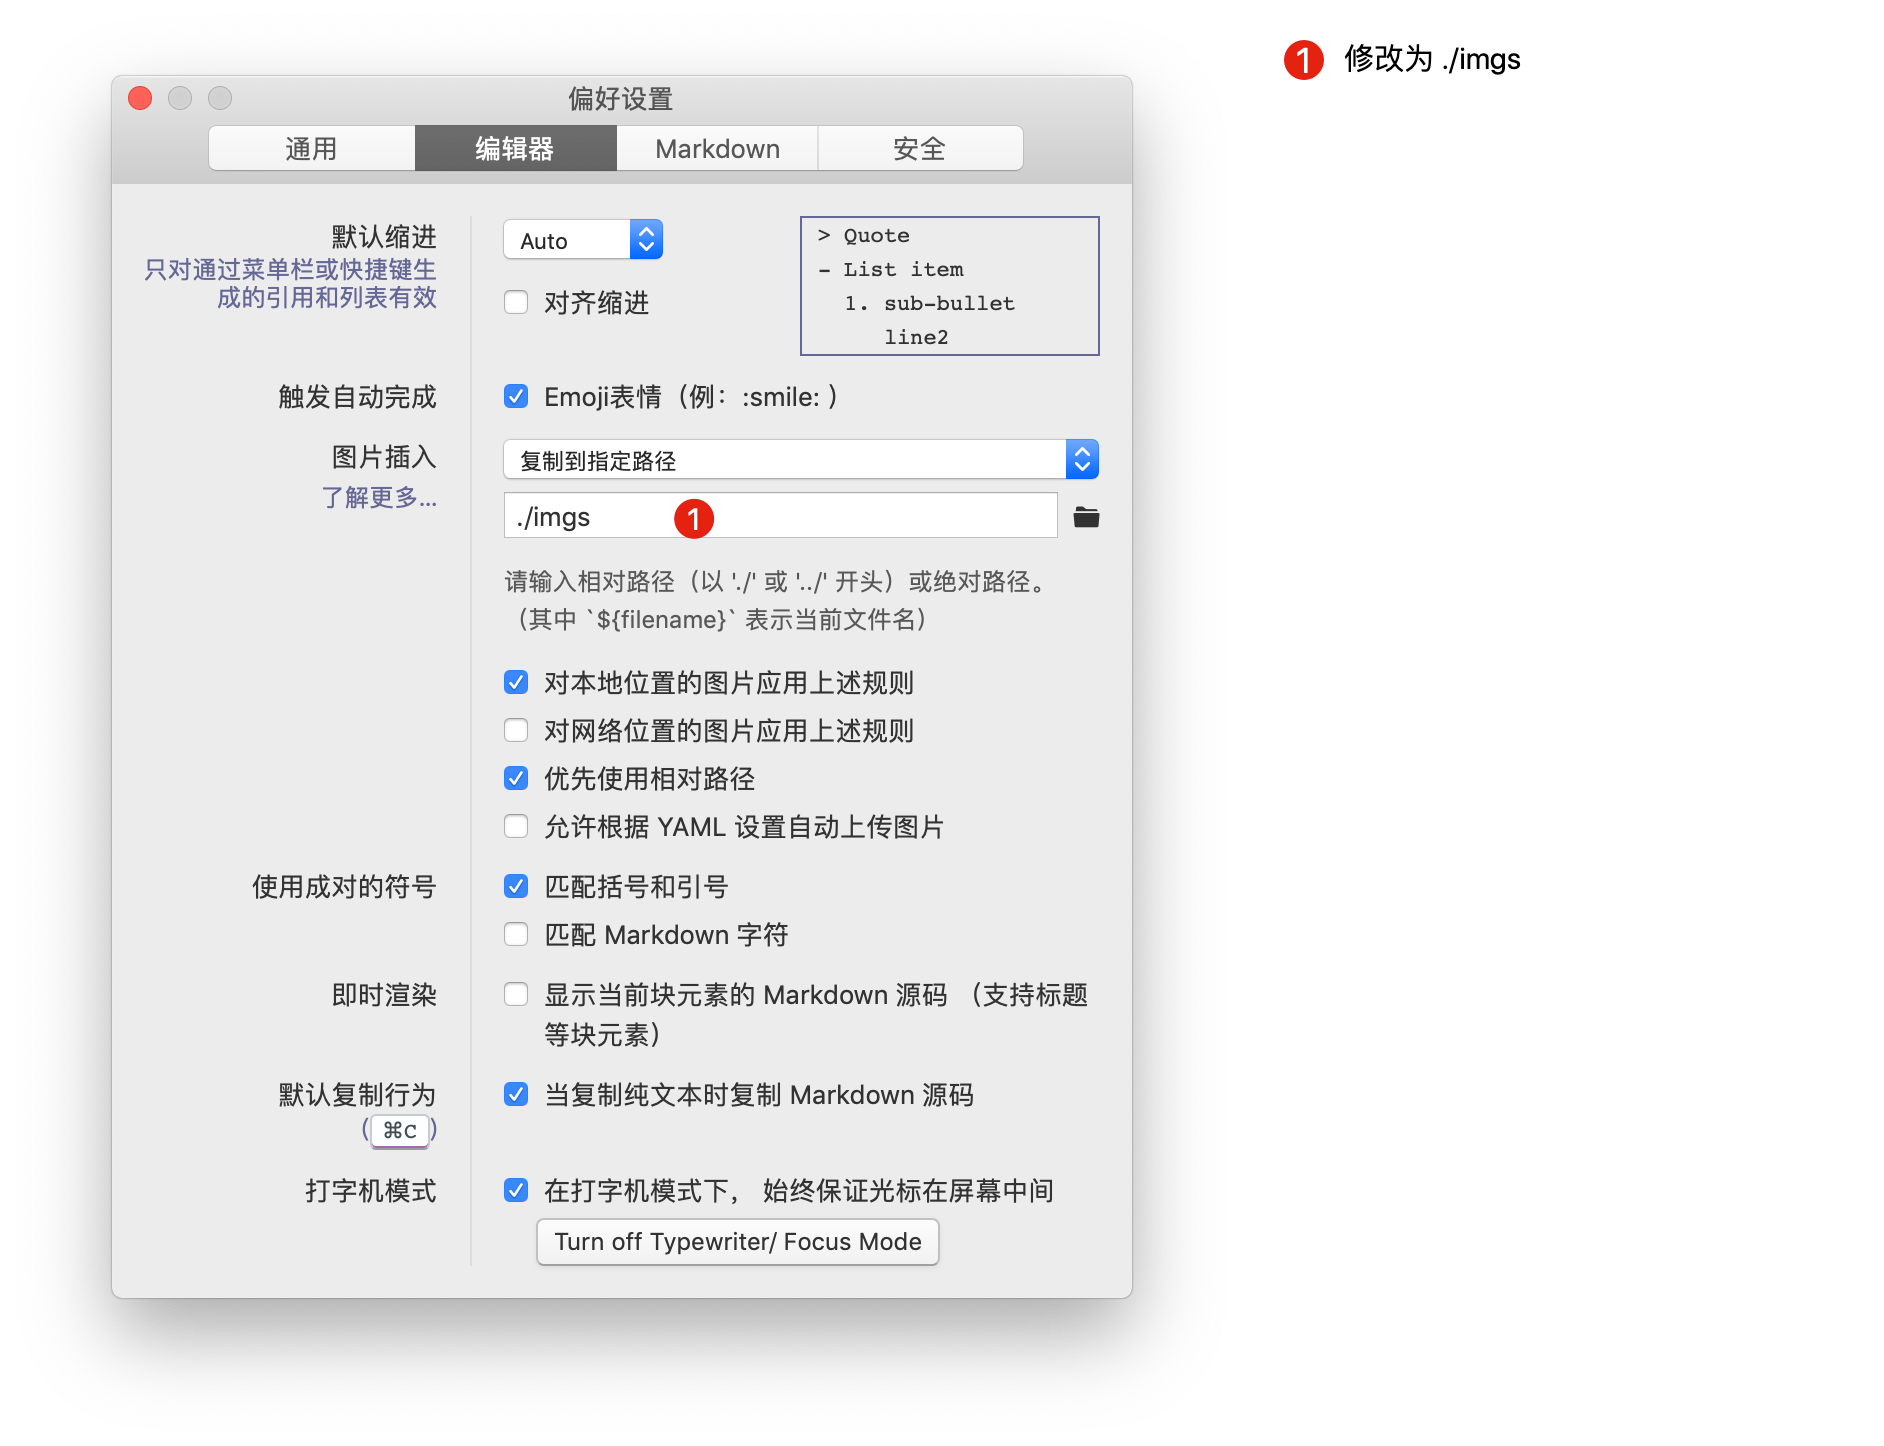 1 修改为 ./imgs
偏好设置
通用 编辑器 Markdown 安全
默认缩进
只对通过菜单栏或快捷键生
成的引用和列表有效
Auto
对齐缩进
> Quote
- List item
1. sub-bullet
line2
触发自动完成
Emoji表情（例：:smile: ）
图片插入
了解更多...
复制到指定路径
./imgs 1
请输入相对路径（以 './' 或 '../' 开头）或绝对路径。
（其中 `${filename}` 表示当前文件名）
对本地位置的图片应用上述规则
对网络位置的图片应用上述规则
优先使用相对路径
允许根据 YAML 设置自动上传图片
使用成对的符号
匹配括号和引号
匹配 Markdown 字符
即时渲染
显示当前块元素的 Markdown 源码 （支持标题
等块元素）
默认复制行为
（⌘C）
当复制纯文本时复制 Markdown 源码
打字机模式
在打字机模式下， 始终保证光标在屏幕中间
Turn off Typewriter/ Focus Mode